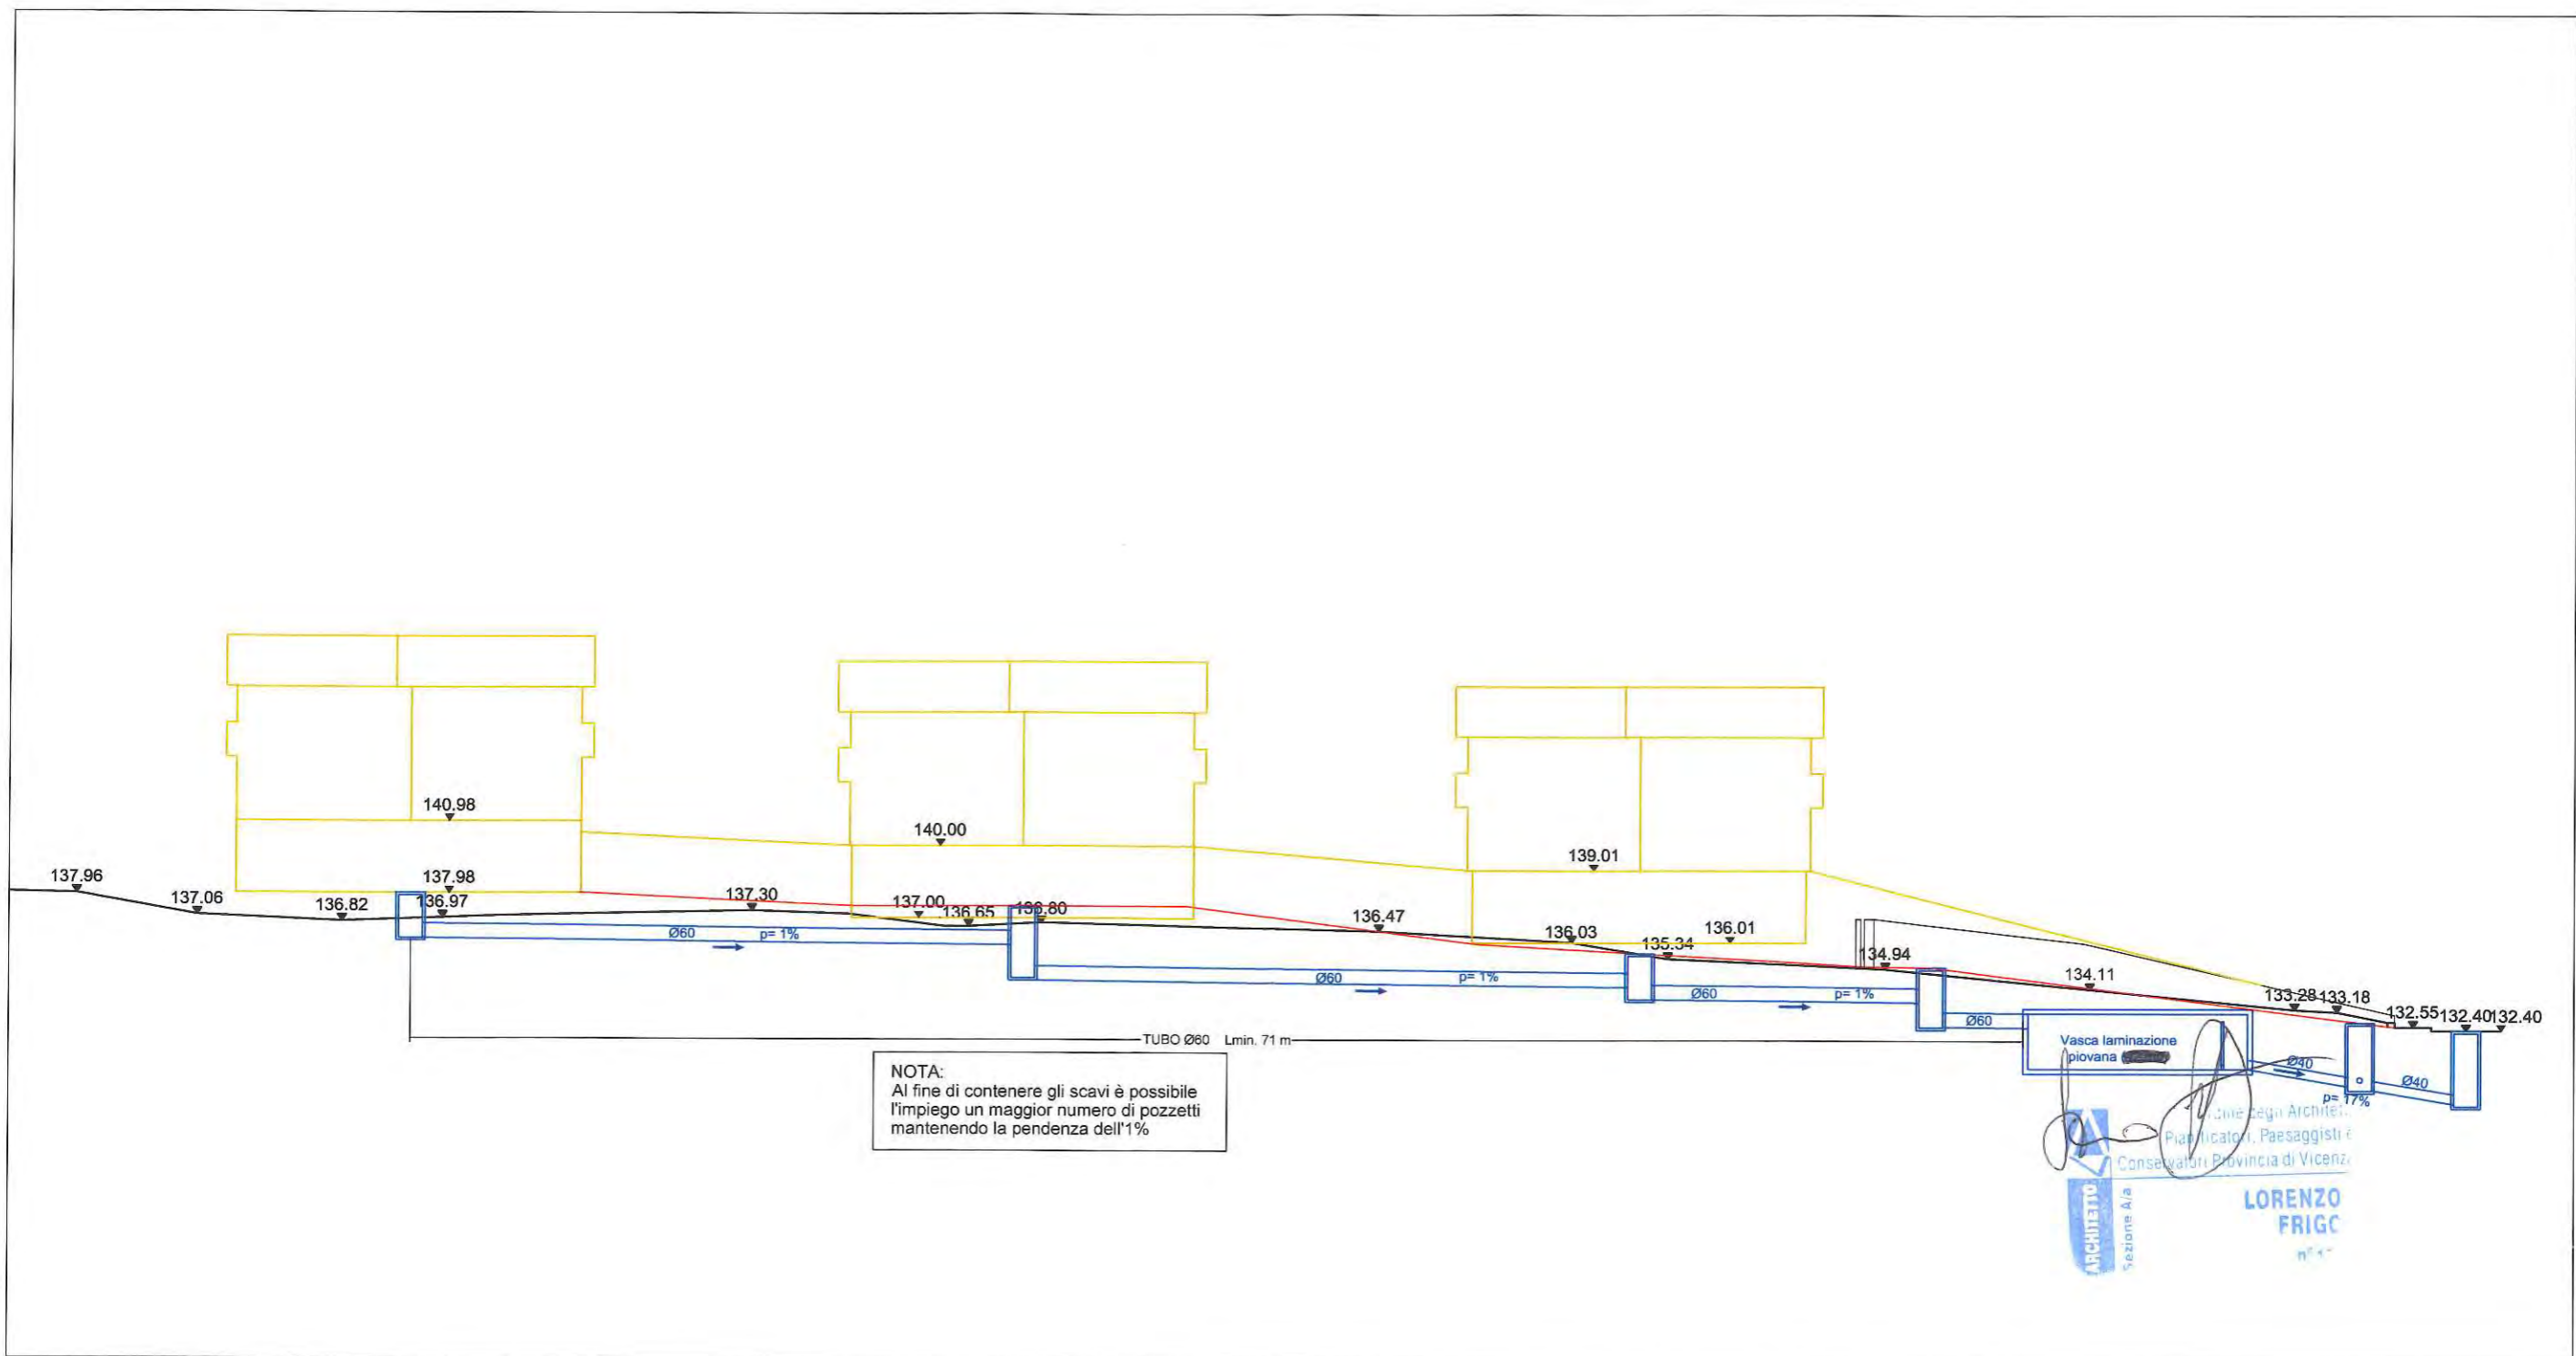 140.98
140.00
139.01
137.96
137.06
136.82
137.98
136.97
137.30
137.00
136.65
136.80
136.47
136.03
135.34
136.01
134.94
134.11
133.28
133.18
132.55
132.40
132.40
Ø60 p= 1%
Ø60 p= 1%
Ø60 p= 1%
Ø60
TUBO Ø60 Lmin. 71 m
Vasca laminazione
piovana
Ø40
Ø40
p= 17%
NOTA:
Al fine di contenere gli scavi è possibile
l'impiego un maggior numero di pozzetti
mantenendo la pendenza dell'1%
Pianificatori, Paesaggisti e
Conservatori Provincia di Vicenza
ARCHITETTO
Sezione A/a
LORENZO